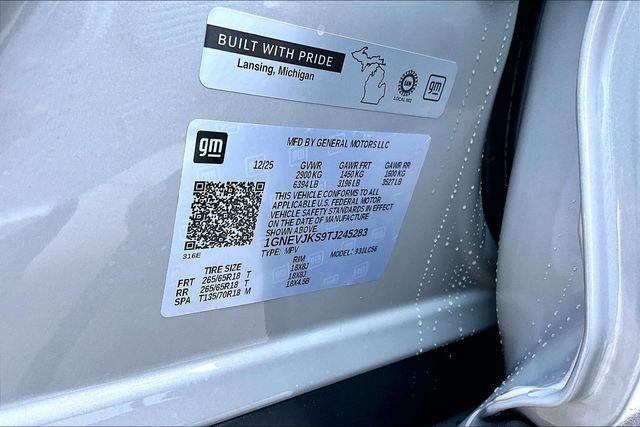 BUILT WITH PRIDE
Lansing, Michigan
LOCAL 602
gm
gm
MFD BY GENERAL MOTORS LLC
12/25 GVWR GAWR FRT GAWR RR
2900 KG 1450 KG 1600 KG
6394 LB 3196 LB 3527 LB
THIS VEHICLE CONFORMS TO ALL
APPLICABLE U.S. FEDERAL MOTOR
VEHICLE SAFETY STANDARDS IN EFFECT
ON THE DATE OF MANUFACTURE
SHOWN ABOVE.
1GNEVJKS9TJ245283
TYPE: MPV MODEL: 931LC56
316E
TIRE SIZE RIM
FRT 265/65R18 T 18X8J
RR 265/65R18 T 18X8J
SPA T135/70R18 M 18X4.5B